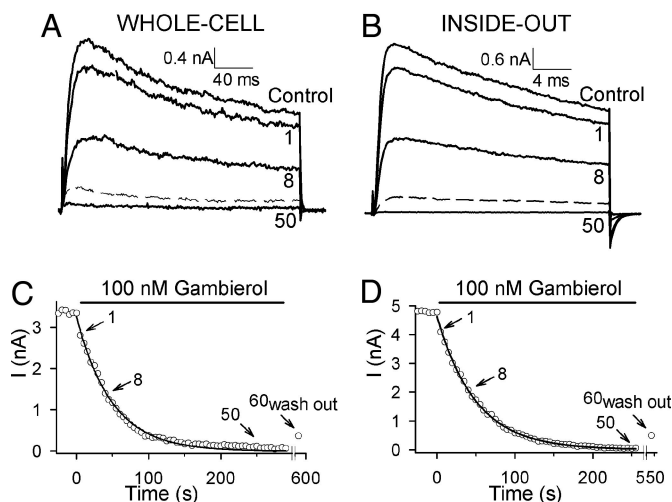 A WHOLE-CELL
0.4 nA
40 ms
Control
1
8
50
B INSIDE-OUT
0.6 nA
4 ms
Control
1
8
50
C 100 nM Gambierol
I (nA)
3
2
1
0
1
8
50
60 wash out
0 100 200 600
Time (s)
D 100 nM Gambierol
I (nA)
5
4
3
2
1
0
1
8
60 wash out
50
0 100 200 550
Time (s)